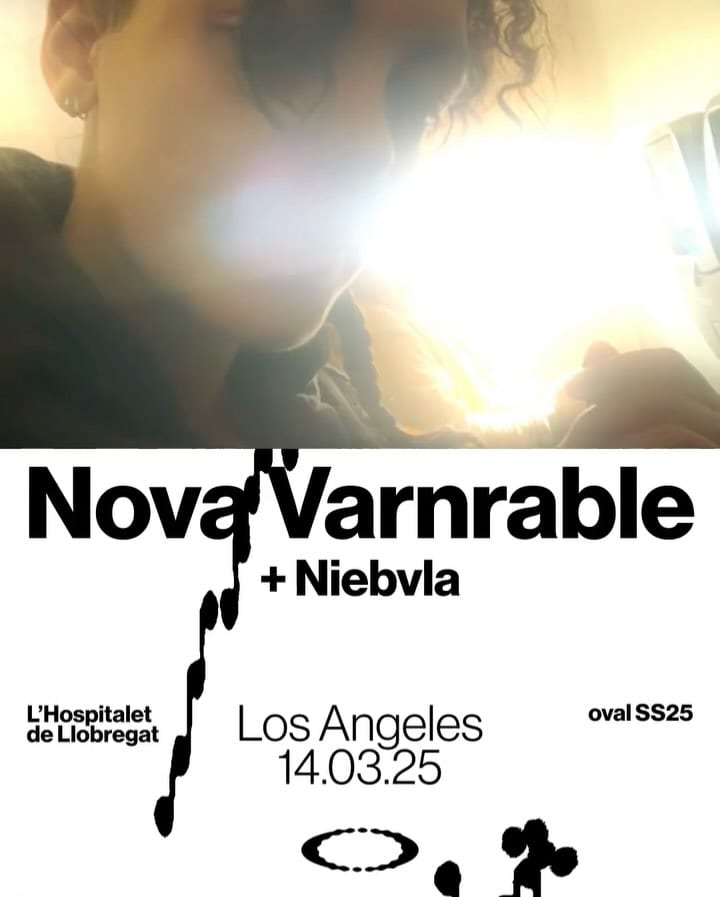 Nova Varnrable
+ Niebvla
L'Hospitalet
de Llobregat
Los Angeles
14.03.25
oval SS25